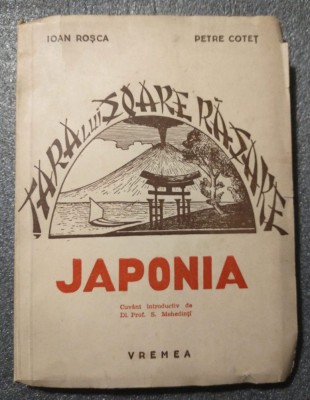 IOAN ROȘCA
PETRE COTEȚ
ȚARA LUI SOARE RĂSARE
JAPONIA
Cuvânt introductiv de
Dl. Prof. S. Mehedinți
VREMEA